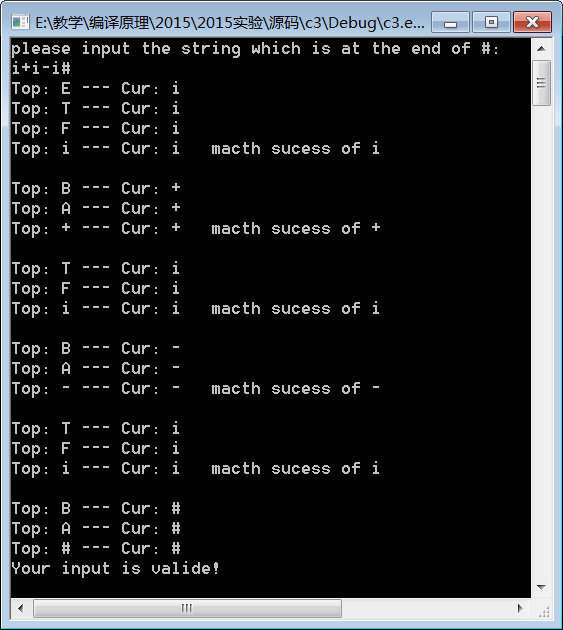 E:\教学\编译原理\2015\2015实验\源码\c3\Debug\c3.e...
please input the string which is at the end of #:
i+i-i#
Top: E --- Cur: i
Top: T --- Cur: i
Top: F --- Cur: i
Top: i --- Cur: i   macth sucess of i
Top: B --- Cur: +
Top: A --- Cur: +
Top: + --- Cur: +   macth sucess of +
Top: T --- Cur: i
Top: F --- Cur: i
Top: i --- Cur: i   macth sucess of i
Top: B --- Cur: -
Top: A --- Cur: -
Top: - --- Cur: -   macth sucess of -
Top: T --- Cur: i
Top: F --- Cur: i
Top: i --- Cur: i   macth sucess of i
Top: B --- Cur: #
Top: A --- Cur: #
Top: # --- Cur: #
Your input is valide!